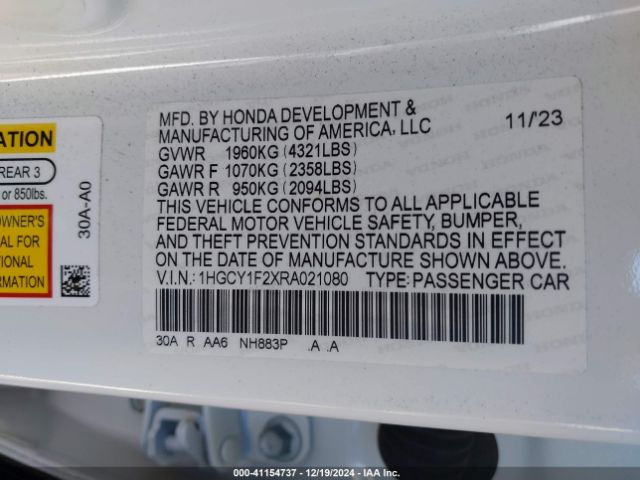 ATION
REAR 3
or 850lbs.
OWNER'S
AL FOR
TIONAL
ATION
30A-A0
MFD. BY HONDA DEVELOPMENT &
MANUFACTURING OF AMERICA, LLC 11/'23
GVWR 1960KG (4321LBS)
GAWR F 1070KG (2358LBS)
GAWR R 950KG (2094LBS)
THIS VEHICLE CONFORMS TO ALL APPLICABLE
FEDERAL MOTOR VEHICLE SAFETY, BUMPER,
AND THEFT PREVENTION STANDARDS IN EFFECT
ON THE DATE OF MANUFACTURE SHOWN ABOVE.
V.I.N.: 1HGCY1F2XRA021080 TYPE:PASSENGER CAR
30A R AA6 NH883P .A .A
000-41154737 - 12/19/2024 - IAA Inc.